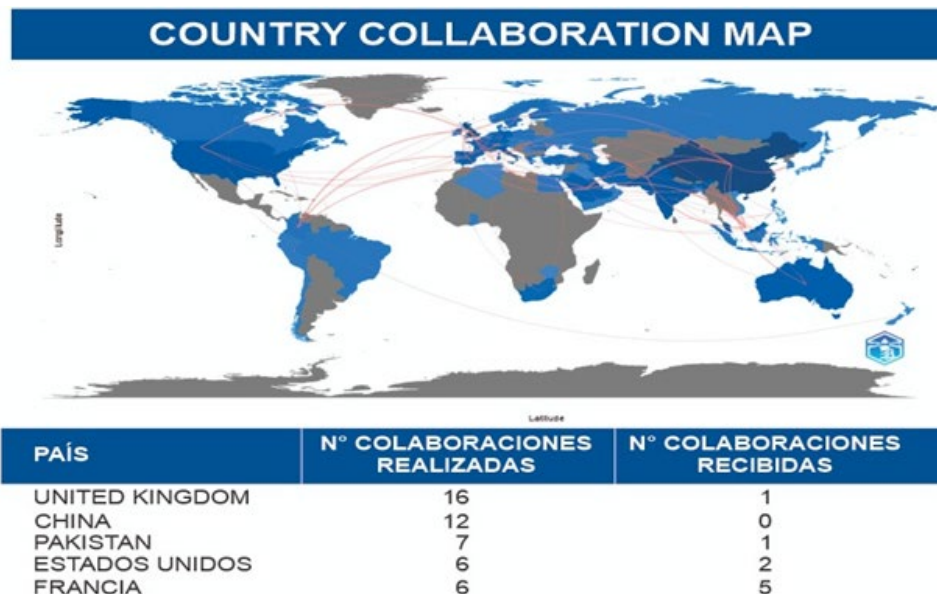 COUNTRY COLLABORATION MAP
Longitude
Latitude
PAÍS
N° COLABORACIONES REALIZADAS
N° COLABORACIONES RECIBIDAS
UNITED KINGDOM 16 1
CHINA 12 0
PAKISTAN 7 1
ESTADOS UNIDOS 6 2
FRANCIA 6 5